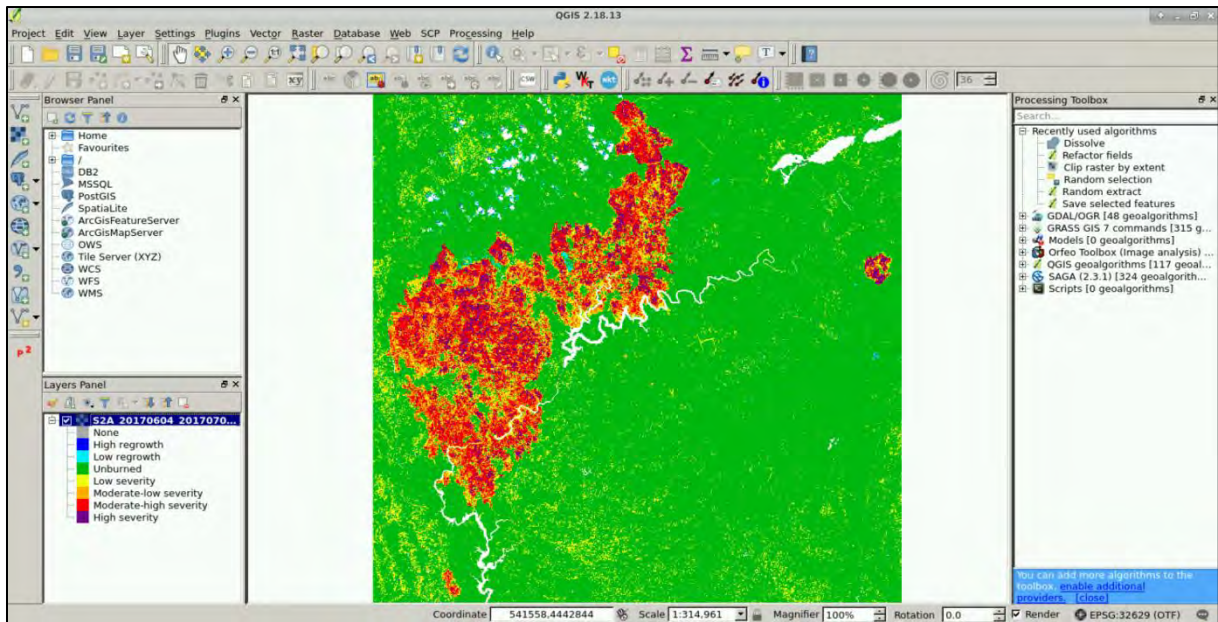 QGIS 2.18.13
Project Edit View Layer Settings Plugins Vector Raster Database Web SCP Processing Help
36
Browser Panel
Home
Favourites
/
DB2
MSSQL
PostGIS
SpatiaLite
ArcGisFeatureServer
ArcGisMapServer
OWS
Tile Server (XYZ)
WCS
WFS
WMS
Layers Panel
S2A_20170604_2017070...
None
High regrowth
Low regrowth
Unburned
Low severity
Moderate-low severity
Moderate-high severity
High severity
Processing Toolbox
Search...
Recently used algorithms
Dissolve
Refactor fields
Clip raster by extent
Random selection
Random extract
Save selected features
GDAL/OGR [48 geoalgorithms]
GRASS GIS 7 commands [315 g...
Models [0 geoalgorithms]
Orfeo Toolbox (Image analysis) ...
QGIS geoalgorithms [117 geoal...
SAGA (2.3.1) [324 geoalgorith...
Scripts [0 geoalgorithms]
You can add more algorithms to the
toolbox, enable additional
providers. [close]
Coordinate 541558,4442844 Scale 1:314,961 Magnifier 100% Rotation 0.0 Render EPSG:32629 (OTF)